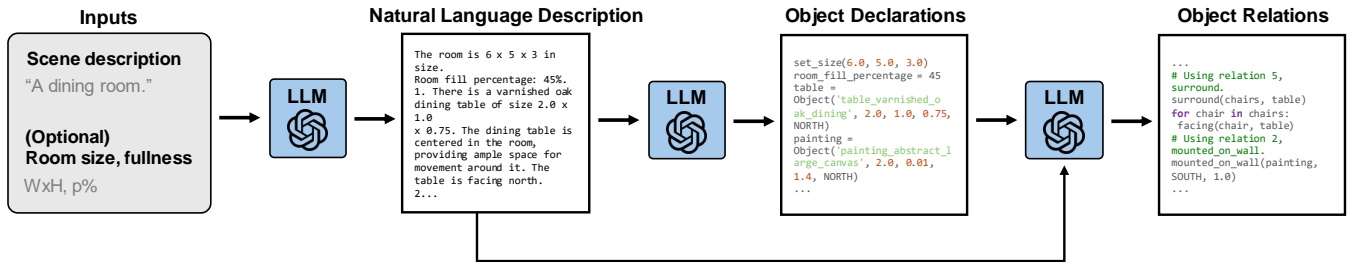 Inputs
Scene description
“A dining room.”
(Optional)
Room size, fullness
WxH, p%
LLM
Natural Language Description
The room is 6 x 5 x 3 in
size.
Room fill percentage: 45%.
1. There is a varnished oak
dining table of size 2.0 x
1.0
x 0.75. The dining table is
centered in the room,
providing ample space for
movement around it. The
table is facing north.
2...
LLM
Object Declarations
set_size(6.0, 5.0, 3.0)
room_fill_percentage = 45
table =
Object('table_varnished_o
ak_dining', 2.0, 1.0, 0.75,
NORTH)
painting =
Object('painting_abstract_l
arge_canvas', 2.0, 0.01,
1.4, NORTH)
...
LLM
Object Relations
...
# Using relation 5,
surround.
surround(chairs, table)
for chair in chairs:
facing(chair, table)
# Using relation 2,
mounted_on_wall.
mounted_on_wall(painting,
SOUTH, 1.0)
...